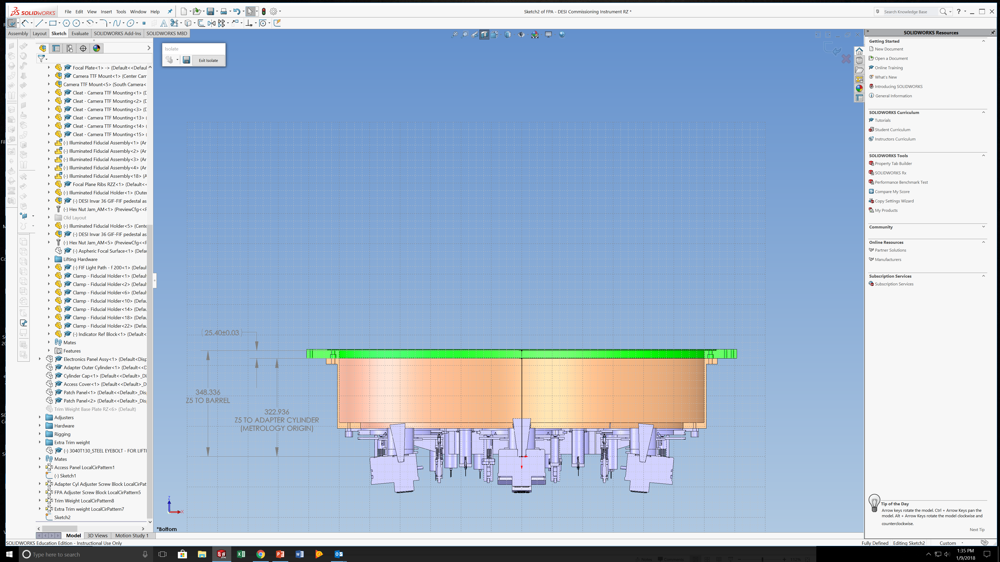 SOLIDWORKS
File Edit View Insert Tools Window Help
Sketch2 of FPA - DESI Commissioning Instrument RZ *
Search Knowledge Base
Assembly Layout Sketch Evaluate SOLIDWORKS Add-Ins SOLIDWORKS MBD
Isolate
Exit Isolate
Focal Plate<1> -> (Default<<Defaul
Camera TTF Mount<1> (Center Cam
Camera TTF Mount<5> (South Camera<
Cleat - Camera TTF Mounting<1> (D
Cleat - Camera TTF Mounting<2> (D
Cleat - Camera TTF Mounting<3> (D
Cleat - Camera TTF Mounting<13> (
Cleat - Camera TTF Mounting<14> (
Cleat - Camera TTF Mounting<15> (
(-) Illuminated Fiducial Assembly<1> (Ar
(-) Illuminated Fiducial Assembly<2> (Ar
(-) Illuminated Fiducial Assembly<3> (Ar
(-) Illuminated Fiducial Assembly<4> (Ar
(-) Illuminated Fiducial Assembly<18> (A
Focal Plane Ribs RZZ<1> (Default<<
(-) Illuminated Fiducial Holder<1> (Outer
(-) DESI Invar 36 GIF-FIF pedestal as
(-) Hex Nut Jam_AM<1> (PreviewCfg<<P
Old Layout
(-) Illuminated Fiducial Holder<5> (Cente
(-) DESI Invar 36 GIF-FIF pedestal as
(-) Hex Nut Jam_AM<5> (PreviewCfg<<P
(-) Aspheric Focal Surface<1> (Defau
Lifting Hardware
(-) FIF Light Path - f 200<1> (Defaul
Clamp - Fiducial Holder<1> (Defaul
Clamp - Fiducial Holder<2> (Defaul
Clamp - Fiducial Holder<6> (Defaul
Clamp - Fiducial Holder<10> (Defau
Clamp - Fiducial Holder<14> (Defau
Clamp - Fiducial Holder<18> (Defau
Clamp - Fiducial Holder<22> (Defau
(-) Indicator Ref Block<1> (Default<
Mates
Features
Electronics Panel Assy<1> (Default<Disp
Adapter Outer Cylinder<1> (Default<<D
Cylinder Cap<1> (Default<<Default>_Di
Access Cover<1> (Default<<Default>_D
Patch Panel<1> (Default<<Default>_Dis
Patch Panel<2> (Default<<Default>_Dis
Trim Weight Base Plate RZ<6> (Default)
Adjusters
Hardware
Rigging
Extra Trim weight
(-) 3040T130_STEEL EYEBOLT - FOR LIFTI
Mates
Access Panel LocalCirPattern1
(-) Sketch1
Adapter Cyl Adjuster Screw Block LocalCirPat
FPA Adjuster Screw Block LocalCirPattern5
Trim Weight LocalCirPattern8
Extra Trim weight LocalCirPattern7
Sketch2
(25.40±0.03)
348.336
Z5 TO BARREL
322.936
Z5 TO ADAPTER CYLINDER
(METROLOGY ORIGIN)
Z
X
*Bottom
SOLIDWORKS Resources
Getting Started
New Document
Open a Document
Online Training
What's New
Introducing SOLIDWORKS
General Information
SOLIDWORKS Curriculum
Tutorials
Student Curriculum
Instructors Curriculum
SOLIDWORKS Tools
Property Tab Builder
SOLIDWORKS Rx
Performance Benchmark Test
Compare My Score
Copy Settings Wizard
My Products
Community
Online Resources
Partner Solutions
Manufacturers
Subscription Services
Subscription Services
Tip of the Day
Arrow keys rotate the model. Ctrl + Arrow Keys pan the
model. Alt + Arrow Keys rotate the model clockwise and
counterclockwise.
Next Tip
Model 3D Views Motion Study 1
SOLIDWORKS Education Edition - Instructional Use Only
Fully Defined Editing Sketch2 Custom
Type here to search
Notes Comments 112%
1:35 PM
1/9/2018